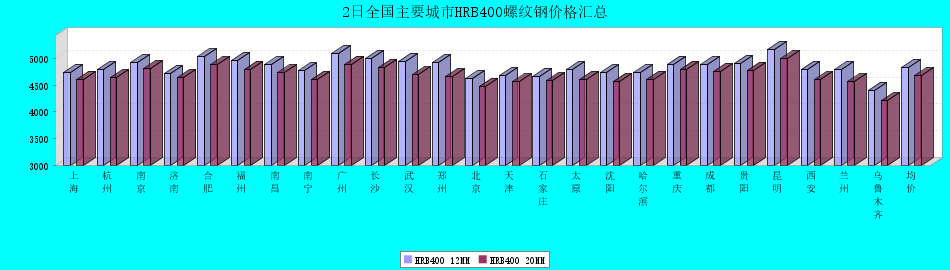 2日全国主要城市HRB400螺纹钢价格汇总
5000
4500
4000
3500
3000
上海
杭州
南京
济南
合肥
福州
南昌
南宁
广州
长沙
武汉
郑州
北京
天津
石家庄
太原
沈阳
哈尔滨
重庆
成都
贵阳
昆明
西安
兰州
乌鲁木齐
均价
HRB400 12MM
HRB400 20MM